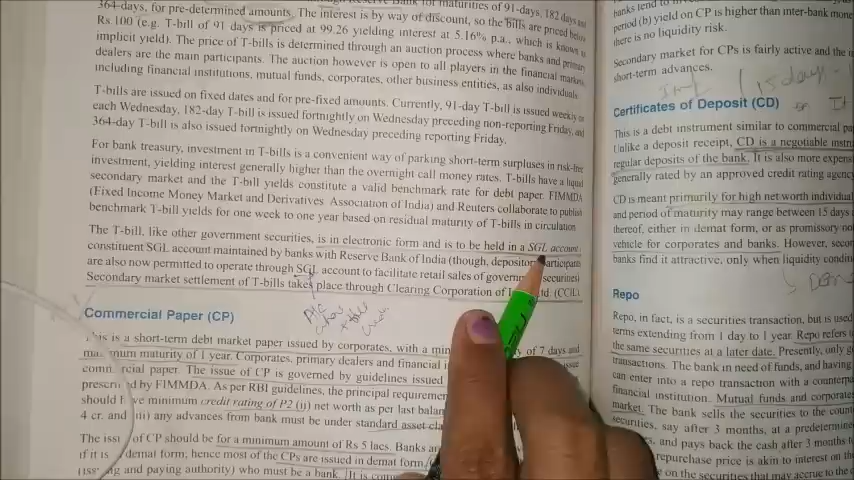 Reserve Bank for maturities of 91-days, 182 days and
364-days, for pre-determined amounts. The interest is by way of discount, so the bills are priced below
Rs.100 (e.g. T-bill of 91 days is priced at 99.26 yielding interest at 5.16% p.a., which is known as
implicit yield). The price of T-bills is determined through an auction process where banks and primary
dealers are the main participants. The auction however is open to all players in the financial markets,
including financial institutions, mutual funds, corporates, other business entities, as also individuals.
T-bills are issued on fixed dates and for pre-fixed amounts. Currently, 91-day T-bill is issued weekly on
each Wednesday, 182-day T-bill is issued fortnightly on Wednesday preceding non-reporting Friday, and
364-day T-bill is also issued fortnightly on Wednesday preceding reporting Friday.
For bank treasury, investment in T-bills is a convenient way of parking short-term surpluses in risk-free
investment, yielding interest generally higher than the overnight call money rates. T-bills have a liquid
secondary market and the T-bill yields constitute a valid benchmark rate for debt paper. FIMMDA
(Fixed Income Money Market and Derivatives Association of India) and Reuters collaborate to publish
benchmark T-bill yields for one week to one year based on residual maturity of T-bills in circulation
The T-bill, like other government securities, is in electronic form and is to be held in a SGL account
constituent SGL account maintained by banks with Reserve Bank of India (though, depository participants
are also now permitted to operate through SGL account to facilitate retail sales of government securities)
Secondary market settlement of T-bills takes place through Clearing Corporation of Ltd. (CCIL)
Commercial Paper (CP)
This is a short-term debt market paper issued by corporates, with a of 7 days and
maximum maturity of 1 year. Corporates, primary dealers and financial
commercial paper. The issue of CP is governed by guidelines issued
prescribed by FIMMDA. As per RBI guidelines, the principal
should have minimum credit rating of P2 (ii) net worth as per last
4 cr. and (iii) any advances from bank must be under standard asset
The issue of CP should be for a minimum amount of Rs 5 lacs. Banks
if it is demat form, hence most of the CPs are issued in demat form.
and paying authority) who must be a bank.
banks tend to
period (b) yield on CP is higher than inter-bank
there is no liquidity risk.
Secondary market for CPs is fairly active and the
short-term advances.
15 day
Certificates of Deposit (CD)
This is a debt instrument similar to commercial
Unlike a deposit receipt, CD is a negotiable
regular deposits of the bank. It is also more
generally rated by an approved credit rating
CD is meant primarily for high net worth
and period of maturity may range between 15 days
thereof, either in demat form, or as promissory
vehicle for corporates and banks. However,
banks find it attractive, only when liquidity
Repo
Repo, in fact, is a securities transaction, but is used
terms extending from 1 day to 1 year. Repo refers
the same securities at a later date. Presently, only
transactions. The bank in need of funds, and having
can enter into a repo transaction with a
financial institution. Mutual funds and
market. The bank sells the securities to the
securities, say after 3 months, at a
and pays back the cash after 3 months
repurchase price is akin to interest on the
on the securities that may accrue to the